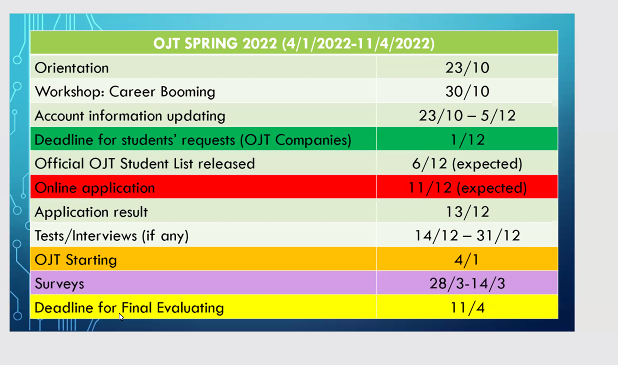 OJT SPRING 2022 (4/1/2022-11/4/2022)
Orientation 23/10
Workshop: Career Booming 30/10
Account information updating 23/10 – 5/12
Deadline for students' requests (OJT Companies) 1/12
Official OJT Student List released 6/12 (expected)
Online application 11/12 (expected)
Application result 13/12
Tests/Interviews (if any) 14/12 – 31/12
OJT Starting 4/1
Surveys 28/3-14/3
Deadline for Final Evaluating 11/4